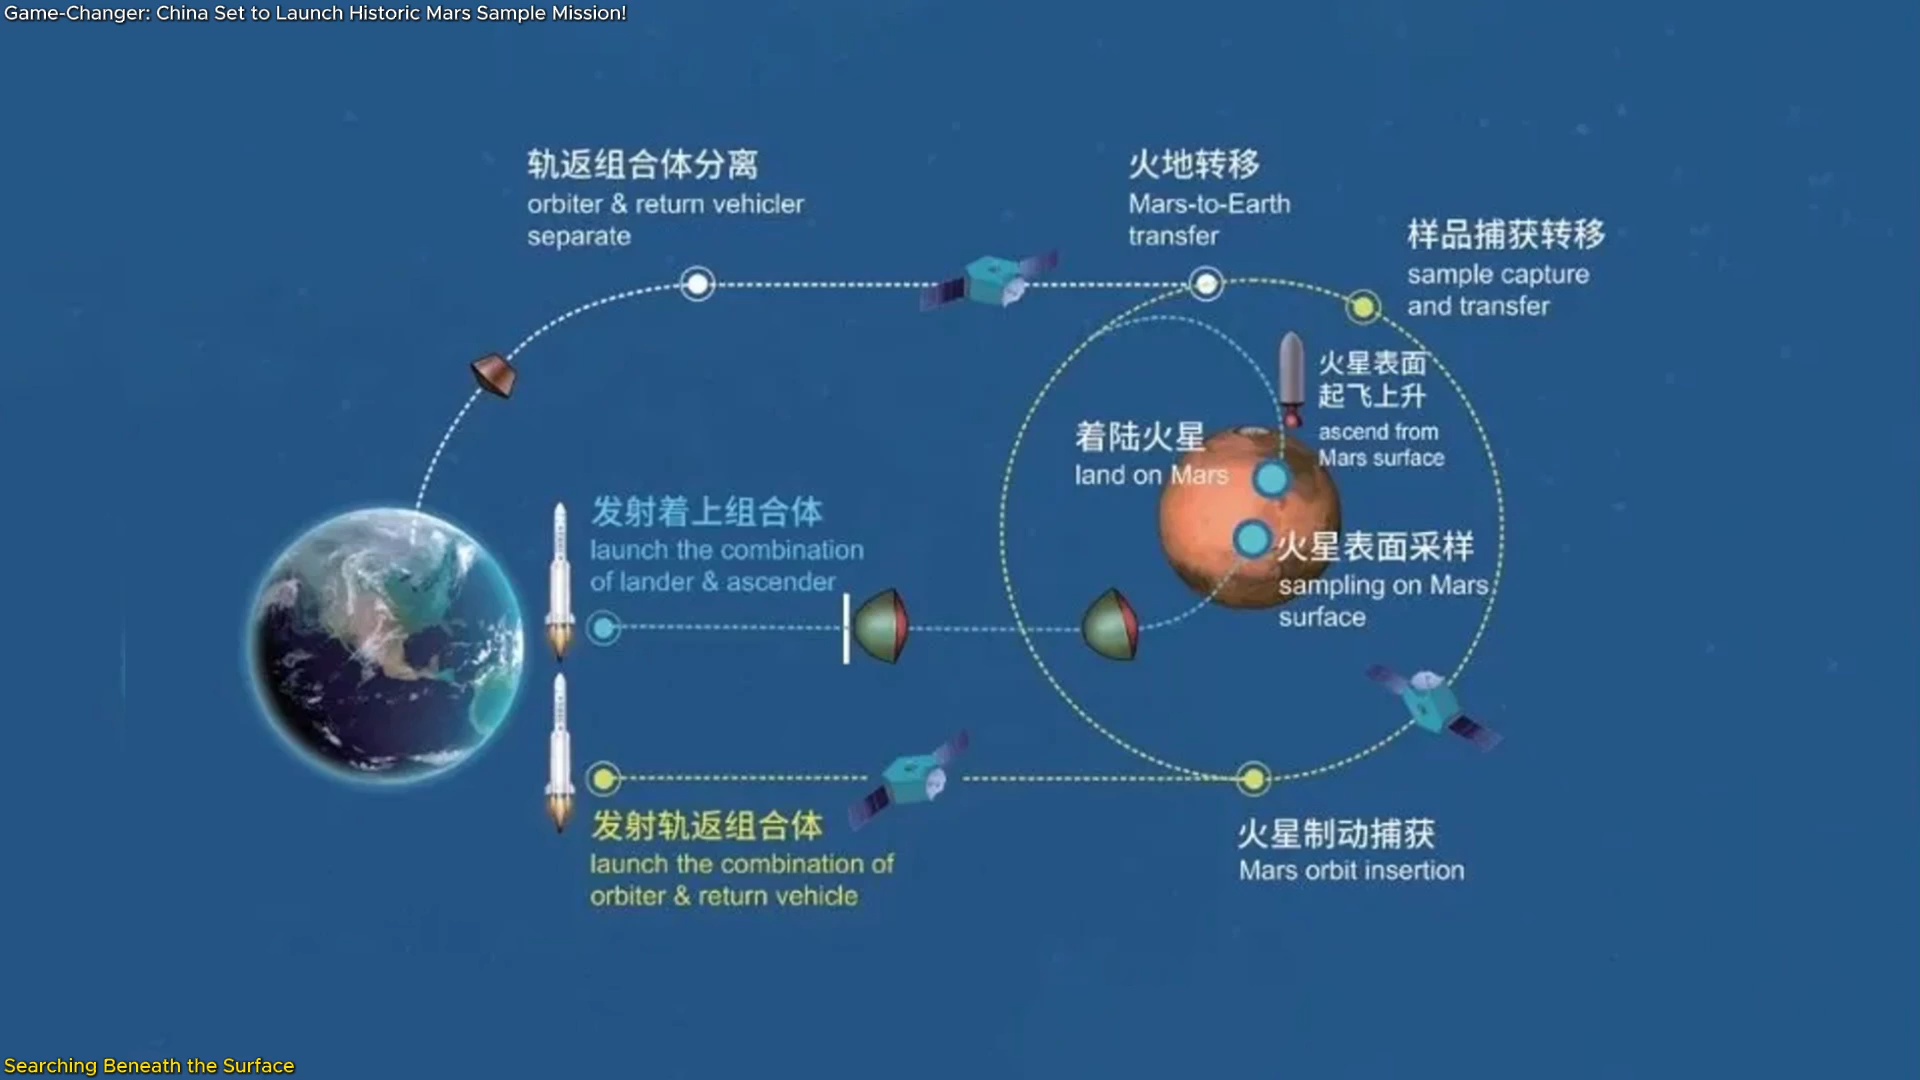 Game-Changer: China Set to Launch Historic Mars Sample Mission!
轨返组合体分离
orbiter & return vehicler
separate
火地转移
Mars-to-Earth
transfer
样品捕获转移
sample capture
and transfer
火星表面
起飞上升
ascend from
Mars surface
着陆火星
land on Mars
发射着上组合体
launch the combination
of lander & ascender
火星表面采样
sampling on Mars
surface
发射轨返组合体
launch the combination of
orbiter & return vehicle
火星制动捕获
Mars orbit insertion
Searching Beneath the Surface